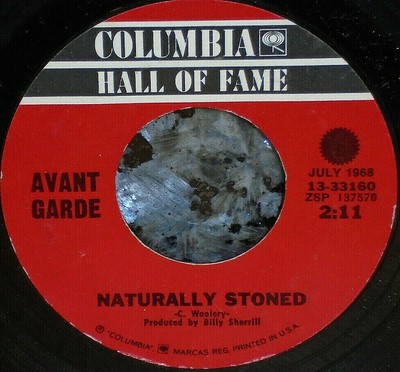 COLUMBIA
HALL OF FAME
AVANT
GARDE
JULY 1968
13-33160
ZSP 137570
2:11
NATURALLY STONED
-C. Woolery-
Produced by Billy Sherrill
® "COLUMBIA", MARCAS REG. PRINTED IN U.S.A.